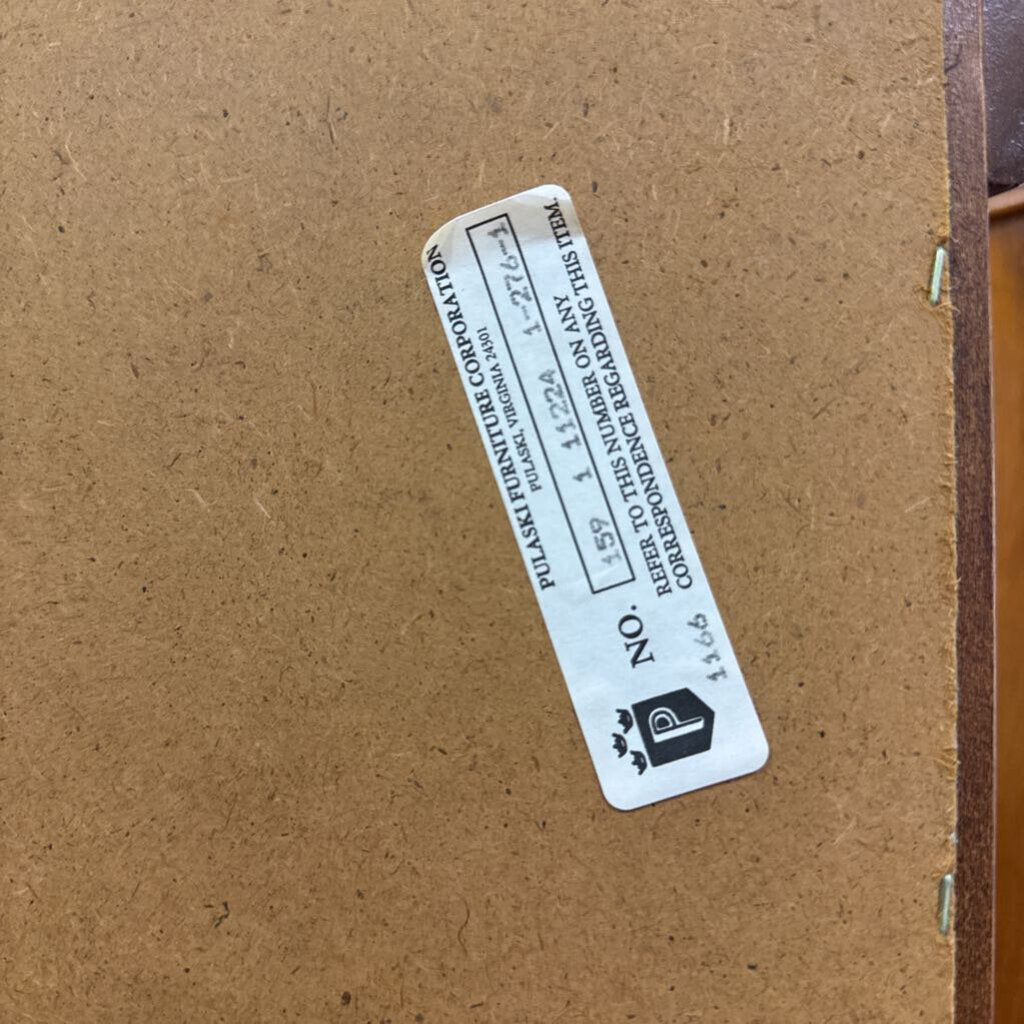 PULASKI FURNITURE CORPORATION
PULASKI, VIRGINIA 24301
NO. 159 1 11224 1-276-1
REFER TO THIS NUMBER ON ANY
CORRESPONDENCE REGARDING THIS ITEM.
1166
P